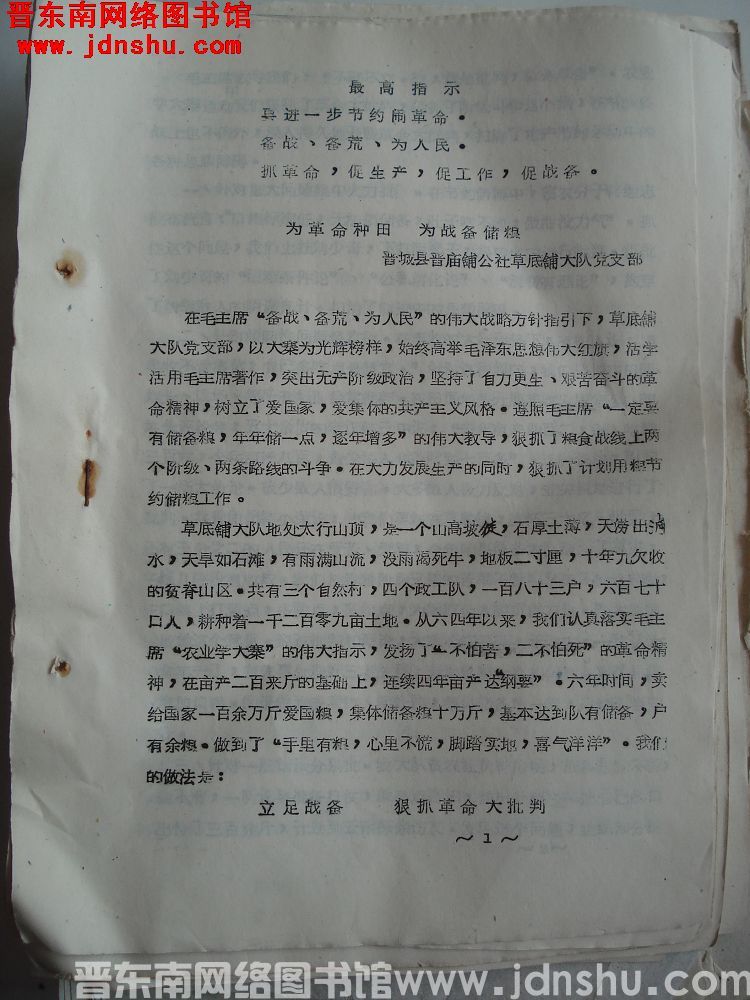 晋东南网络图书馆
www.jdnshu.com
最高指示
要进一步节约闹革命。
备战、备荒、为人民。
抓革命，促生产，促工作，促战备。
为革命种田 为战备储粮
晋城县晋庙铺公社草底铺大队党支部
在毛主席“备战、备荒、为人民”的伟大战略方针指引下，草底铺
大队党支部，以大寨为光辉榜样，始终高举毛泽东思想伟大红旗，活学
活用毛主席著作，突出无产阶级政治，坚持了自力更生、艰苦奋斗的革
命精神，树立了爱国家，爱集体的共产主义风格。遵照毛主席“一定要
有储备粮，年年储一点，逐年增多”的伟大教导，狠抓了粮食战线上两
个阶级、两条路线的斗争。在大力发展生产的同时，狠抓了计划用粮节
约储粮工作。
草底铺大队地处太行山顶，是一个山高坡徒，石厚土薄，天涝出
水，天旱如石滩，有雨满山流，没雨渴死牛，地板二寸厘，十年九欠收
的贫脊山区。共有三个自然村，四个政工队，一百八十三户，六百七十
口人，耕种着一千二百零九亩土地。从六四年以来，我们认真落实毛主
席“农业学大寨”的伟大指示，发扬了“一不怕苦，二不怕死”的革命精
神，在亩产二百来斤的基础上，连续四年亩产达“纲要”。六年时间，卖
给国家一百余万斤爱国粮，集体储备粮十万斤，基本达到队有储备，户
有余粮。做到了“手里有粮，心里不慌，脚踏实地，喜气洋洋”。我们
的做法是：
立足战备 狠抓革命大批判
～1～
晋东南网络图书馆www.jdnshu.com